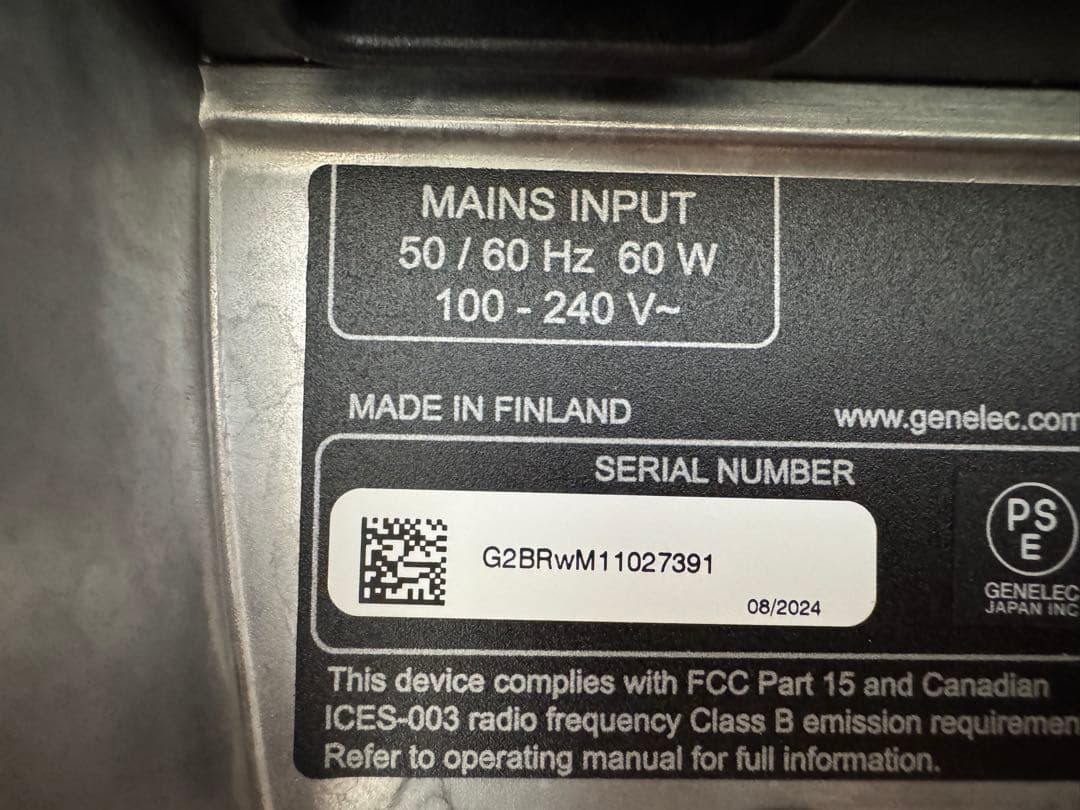 MAINS INPUT
50 / 60 Hz 60 W
100 - 240 V~
MADE IN FINLAND
www.genelec.com
SERIAL NUMBER
G2BRwM11027391
08/2024
PS
E
GENELEC
JAPAN INC
This device complies with FCC Part 15 and Canadian
ICES-003 radio frequency Class B emission requiremen
Refer to operating manual for full information.